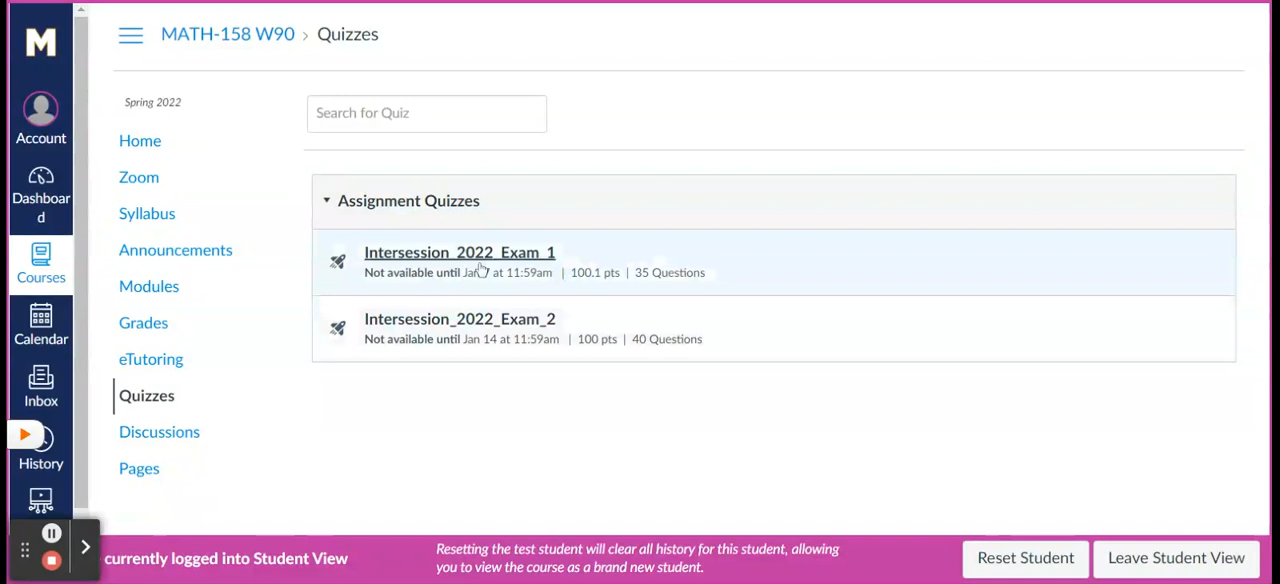 M
Account
Dashboar
d
Courses
Calendar
Inbox
History
MATH-158 W90 › Quizzes
Spring 2022
Home
Zoom
Syllabus
Announcements
Modules
Grades
eTutoring
Quizzes
Discussions
Pages
Search for Quiz
Assignment Quizzes
Intersession_2022_Exam_1
Not available until Jan 7 at 11:59am | 100.1 pts | 35 Questions
Intersession_2022_Exam_2
Not available until Jan 14 at 11:59am | 100 pts | 40 Questions
currently logged into Student View
Resetting the test student will clear all history for this student, allowing
you to view the course as a brand new student.
Reset Student
Leave Student View